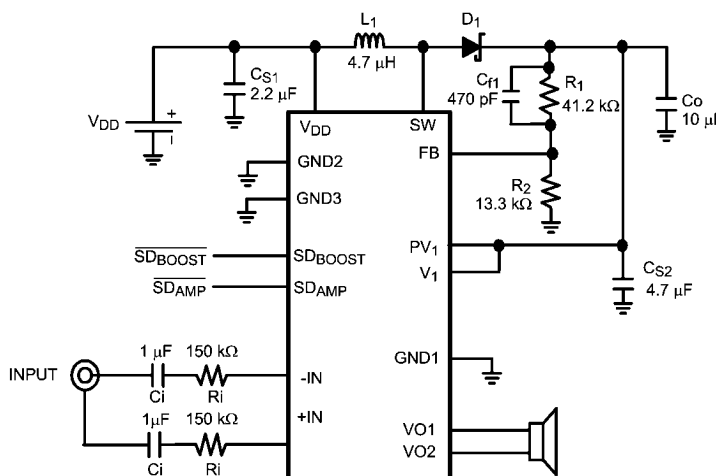 L1
4.7 μH
D1
CS1
2.2 μF
Cf1
470 pF
R1
41.2 kΩ
Co
10 μ
VDD
+
–
VDD
SW
GND2
FB
R2
13.3 kΩ
GND3
SDBOOST
SDBOOST
PV1
V1
SDAMP
SDAMP
CS2
4.7 μF
1 μF
150 kΩ
GND1
INPUT
-IN
Ci
Ri
1μF
150 kΩ
+IN
VO1
VO2
Ci
Ri